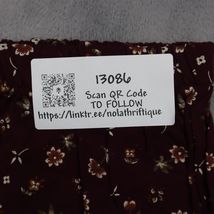 13086
Scan QR Code
TO FOLLOW
https://linktr.ee/nolathriftique